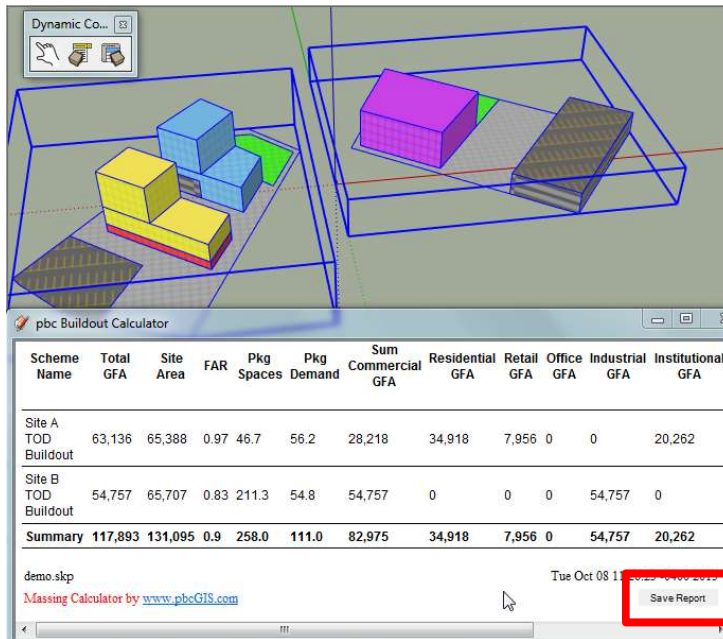 Dynamic Co...
pbc Buildout Calculator
Scheme Name Total GFA Site Area FAR Pkg Spaces Pkg Demand Sum Commercial GFA Residential GFA Retail GFA Office GFA Industrial GFA Institutional GFA
Site A TOD Buildout 63,136 65,388 0.97 46.7 56.2 28,218 34,918 7,956 0 0 20,262
Site B TOD Buildout 54,757 65,707 0.83 211.3 54.8 54,757 0 0 0 54,757 0
Summary 117,893 131,095 0.9 258.0 111.0 82,975 34,918 7,956 0 54,757 20,262
demo.skp
Tue Oct 08
Massing Calculator by www.pbcGIS.com
Save Report